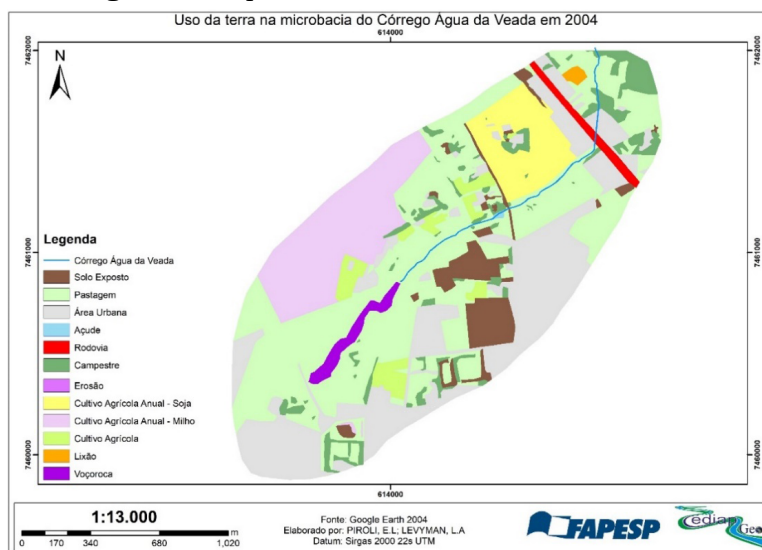 Uso da terra na microbacia do Córrego Água da Veada em 2004
614000
7462000
7462000
N
7461000
7461000
Legenda
Córrego Água da Veada
Solo Exposto
Pastagem
Área Urbana
Açude
Rodovia
Campestre
Erosão
Cultivo Agrícola Anual - Soja
Cultivo Agrícola Anual - Milho
Cultivo Agrícola
Lixão
Voçoroca
7460000
7460000
614000
1:13.000
m
0 170 340 680 1,020
Fonte: Google Earth 2004
Elaborado por: PIROLI, E.L; LEVYMAN, L.A
Datum: Sirgas 2000 22s UTM
FAPESP